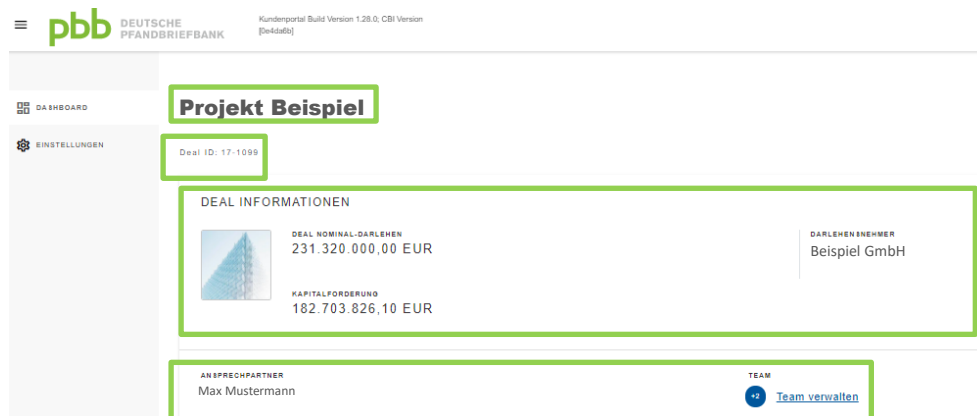 pbb DEUTSCHE
PFANDBRIEFBANK
Kundenportal Build Version 1.28.0; CBI Version
[0e4da6b]
DASHBOARD
EINSTELLUNGEN
Projekt Beispiel
Deal ID: 17-1099
DEAL INFORMATIONEN
DEAL NOMINAL-DARLEHEN
231.320.000,00 EUR
DARLEHENSNEHMER
Beispiel GmbH
KAPITALFORDERUNG
182.703.826,10 EUR
ANSPRECHPARTNER
Max Mustermann
TEAM
+2 Team verwalten